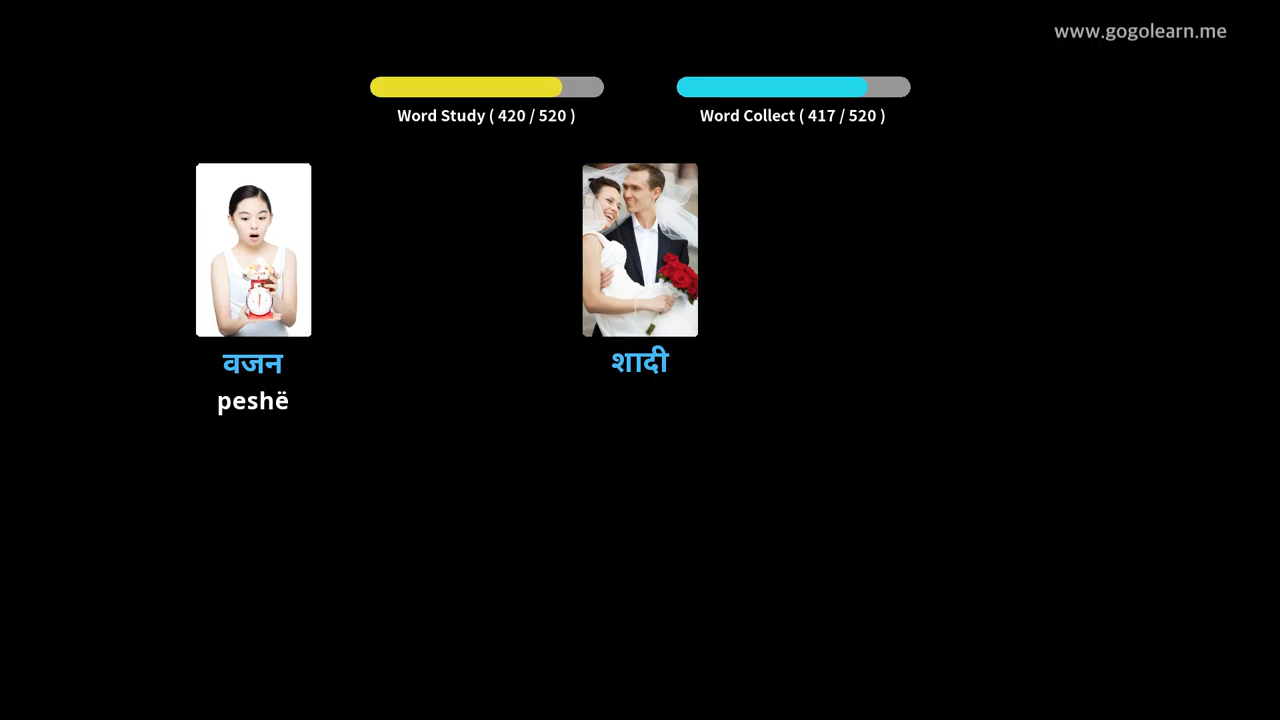 www.gogolearn.me
Word Study ( 420 / 520 )
Word Collect ( 417 / 520 )
वजन
peshë
शादी